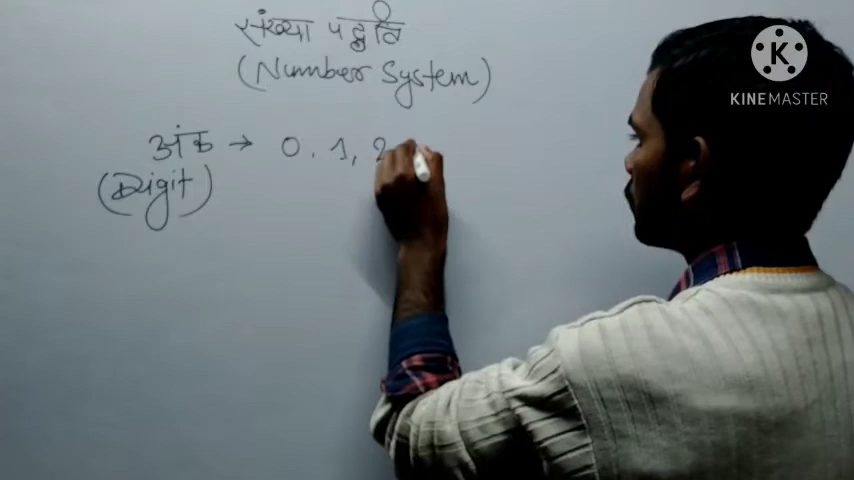 संख्या पद्धति
(Number System)
अंक → 0. 1, 2
(Digit)
KINEMASTER